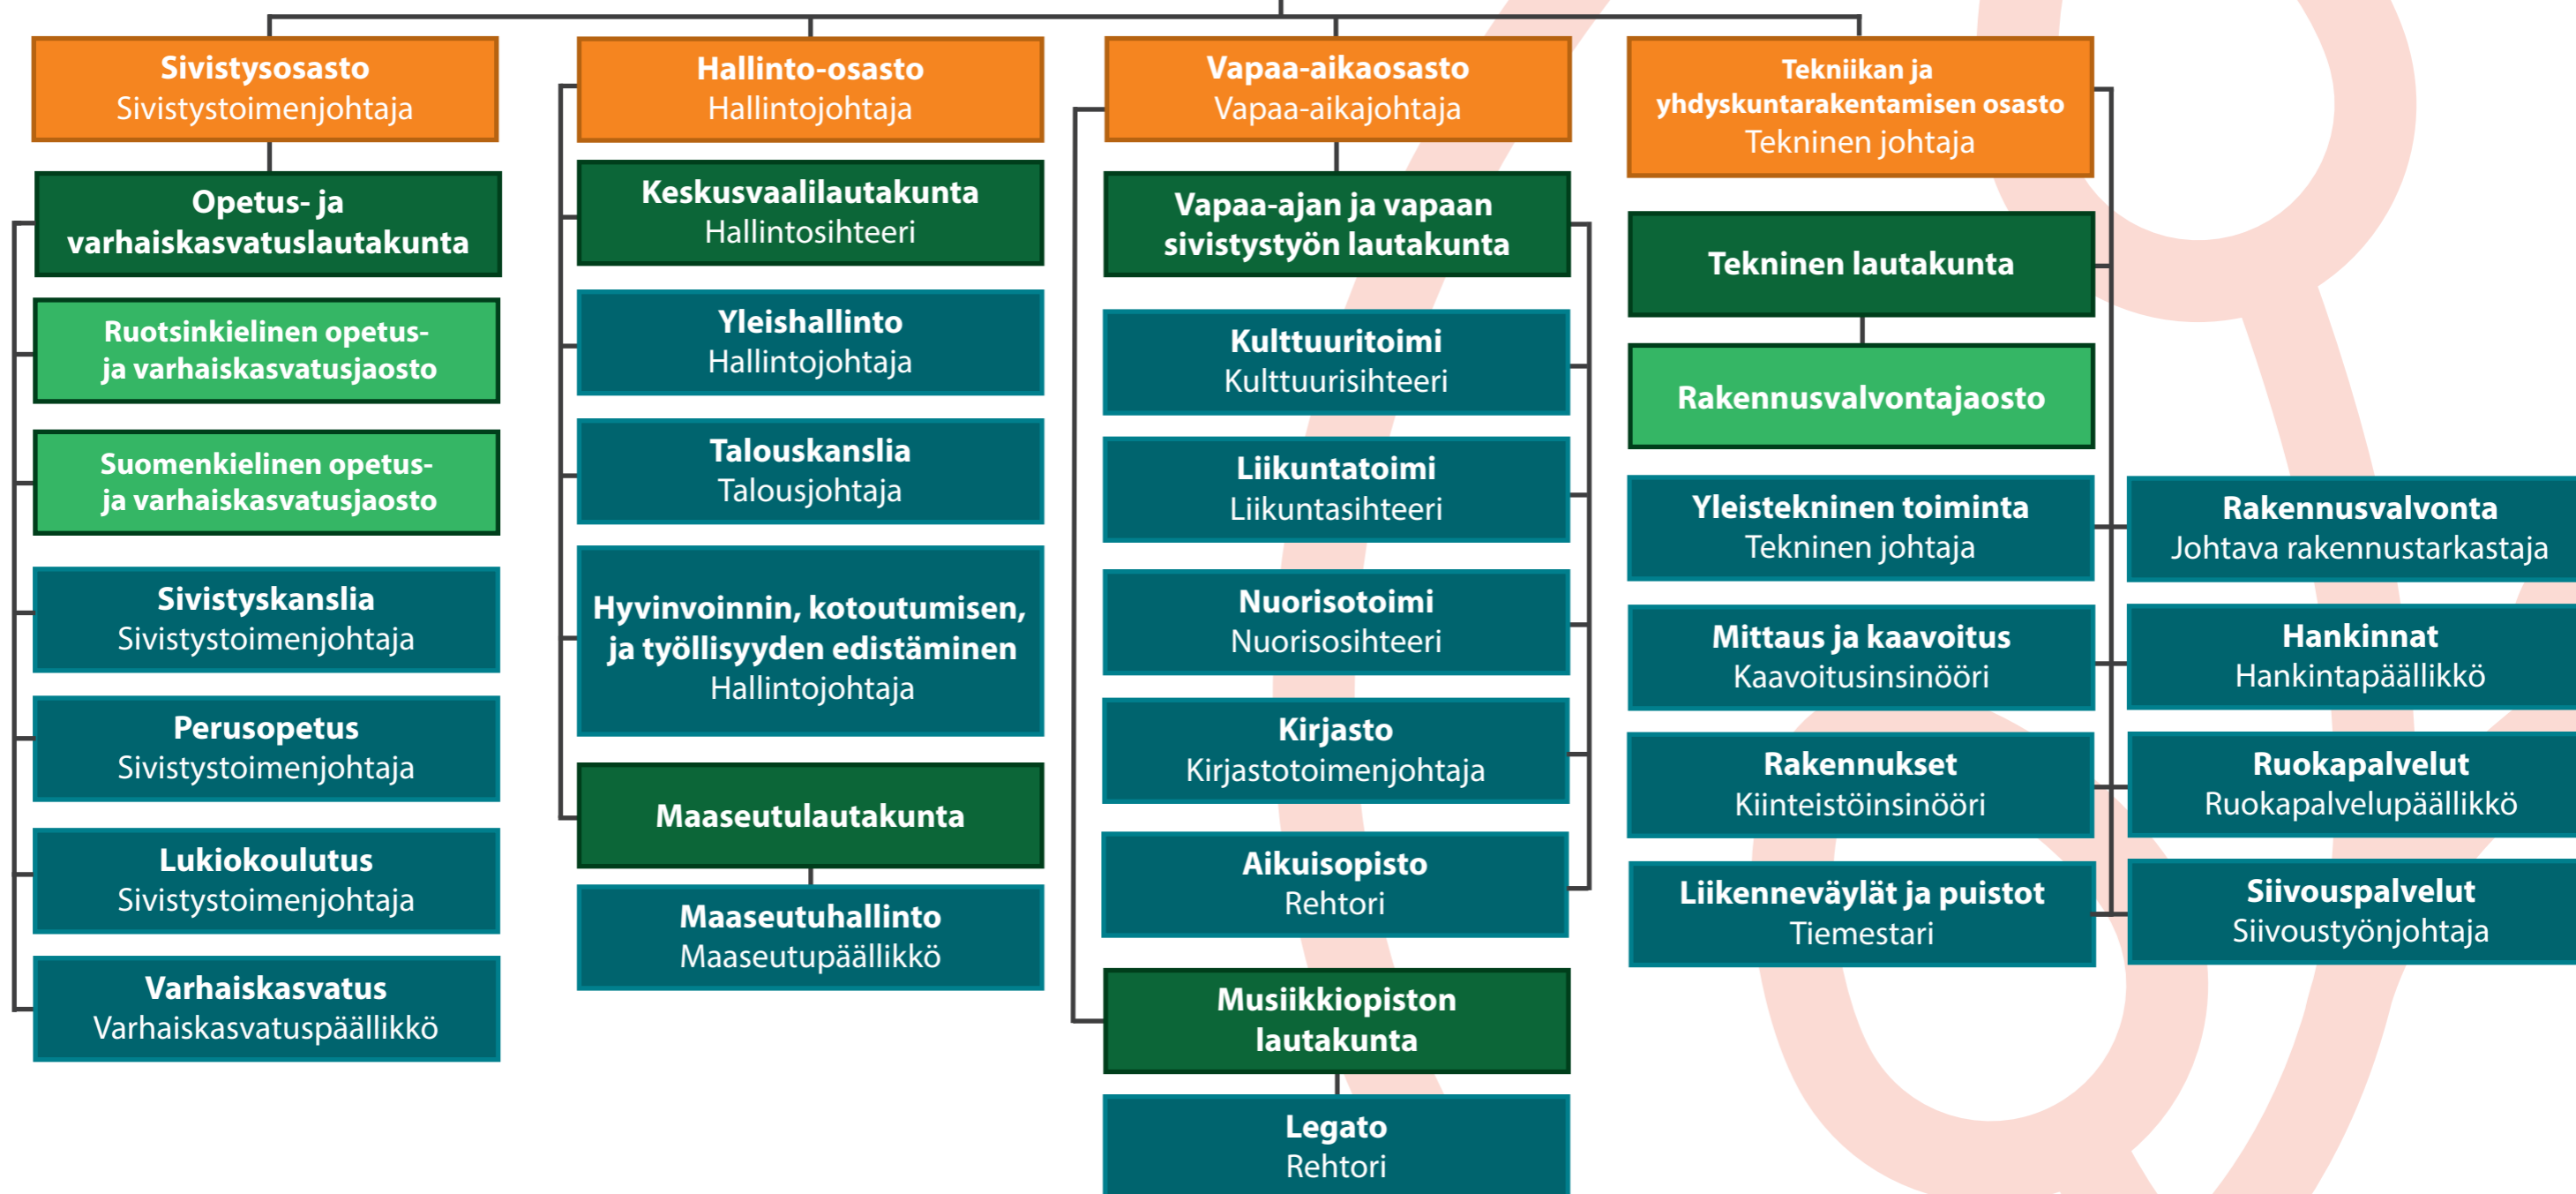 Sivistysosasto
Sivistystoimenjohtaja
Opetus- ja
varhaiskasvatuslautakunta
Ruotsinkielinen opetus-
ja varhaiskasvatusjaosto
Suomenkielinen opetus-
ja varhaiskasvatusjaosto
Sivistyskanslia
Sivistystoimenjohtaja
Perusopetus
Sivistystoimenjohtaja
Lukiokoulutus
Sivistystoimenjohtaja
Varhaiskasvatus
Varhaiskasvatuspäällikkö
Hallinto-osasto
Hallintojohtaja
Keskusvaalilautakunta
Hallintosihteeri
Yleishallinto
Hallintojohtaja
Talouskanslia
Talousjohtaja
Hyvinvoinnin, kotoutumisen,
ja työllisyyden edistäminen
Hallintojohtaja
Maaseutulautakunta
Maaseutuhallinto
Maaseutupäällikkö
Vapaa-aikaosasto
Vapaa-aikajohtaja
Vapaa-ajan ja vapaan
sivistystyön lautakunta
Kulttuuritoimi
Kulttuurisihteeri
Liikuntatoimi
Liikuntasihteeri
Nuorisotoimi
Nuorisosihteeri
Kirjasto
Kirjastotoimenjohtaja
Aikuisopisto
Rehtori
Musiikkiopiston
lautakunta
Legato
Rehtori
Tekniikan ja
yhdyskuntarakentamisen osasto
Tekninen johtaja
Tekninen lautakunta
Rakennusvalvontajaosto
Yleistekninen toiminta
Tekninen johtaja
Mittaus ja kaavoitus
Kaavoitusinsinööri
Rakennukset
Kiinteistöinsinööri
Liikenneväylät ja puistot
Tiemestari
Rakennusvalvonta
Johtava rakennustarkastaja
Hankinnat
Hankintapäällikkö
Ruokapalvelut
Ruokapalvelupäällikkö
Siivouspalvelut
Siivoustyönjohtaja